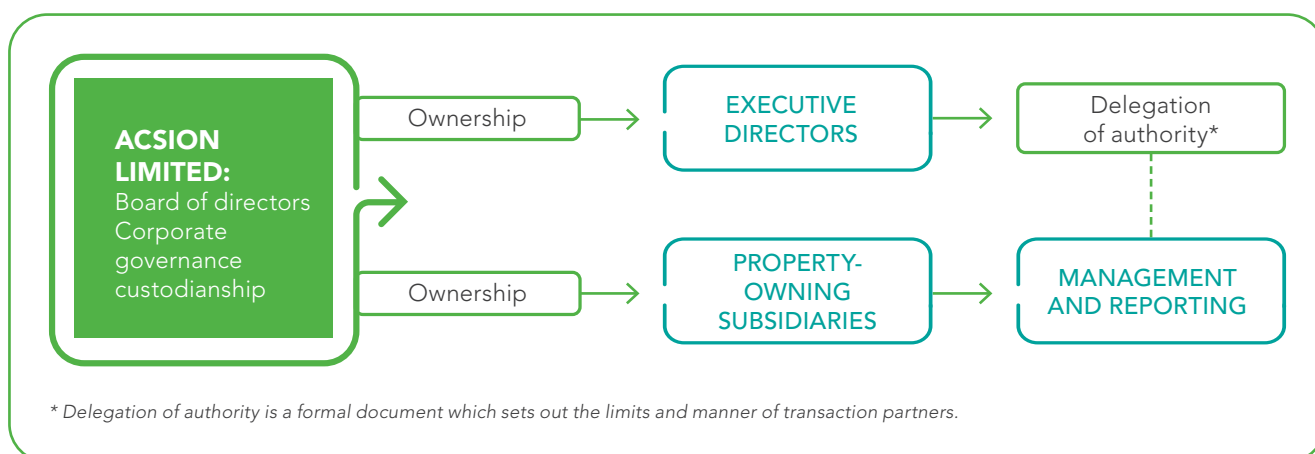 ACSION
LIMITED:
Board of directors
Corporate
governance
custodianship
Ownership
EXECUTIVE
DIRECTORS
Delegation
of authority*
Ownership
PROPERTY-
OWNING
SUBSIDIARIES
MANAGEMENT
AND REPORTING
* Delegation of authority is a formal document which sets out the limits and manner of transaction partners.